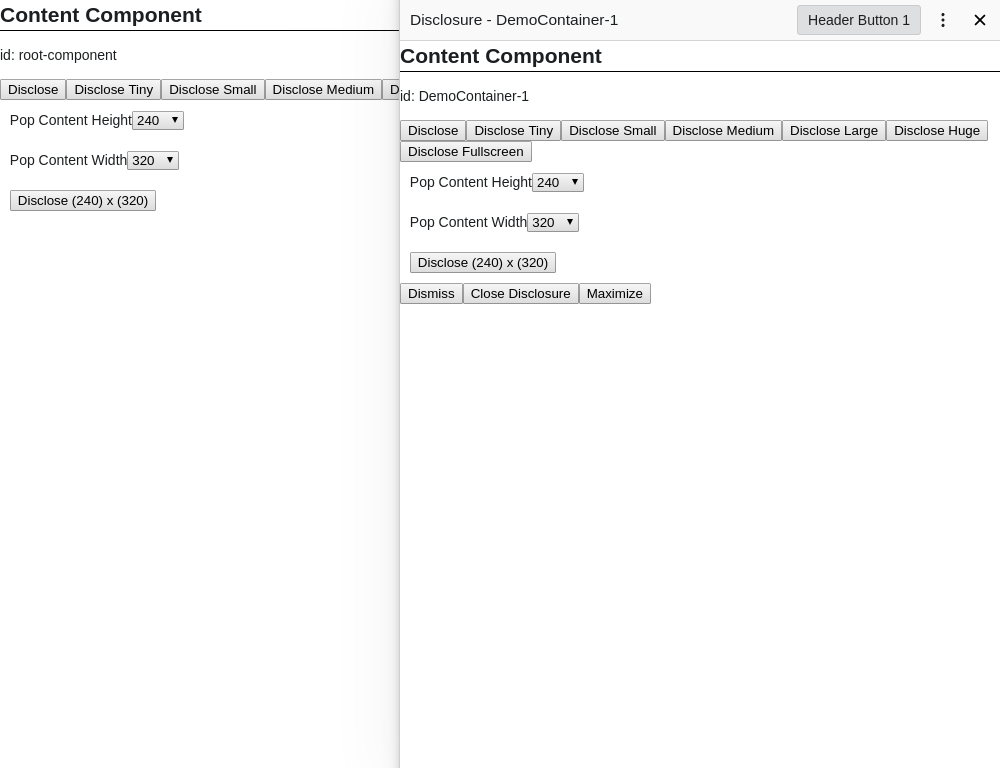 Content Component
id: root-component
Disclose Disclose Tiny Disclose Small Disclose Medium D
Pop Content Height 240
Pop Content Width 320
Disclose (240) x (320)
Disclosure - DemoContainer-1 Header Button 1
Content Component
id: DemoContainer-1
Disclose Disclose Tiny Disclose Small Disclose Medium Disclose Large Disclose Huge
Disclose Fullscreen
Pop Content Height 240
Pop Content Width 320
Disclose (240) x (320)
Dismiss Close Disclosure Maximize